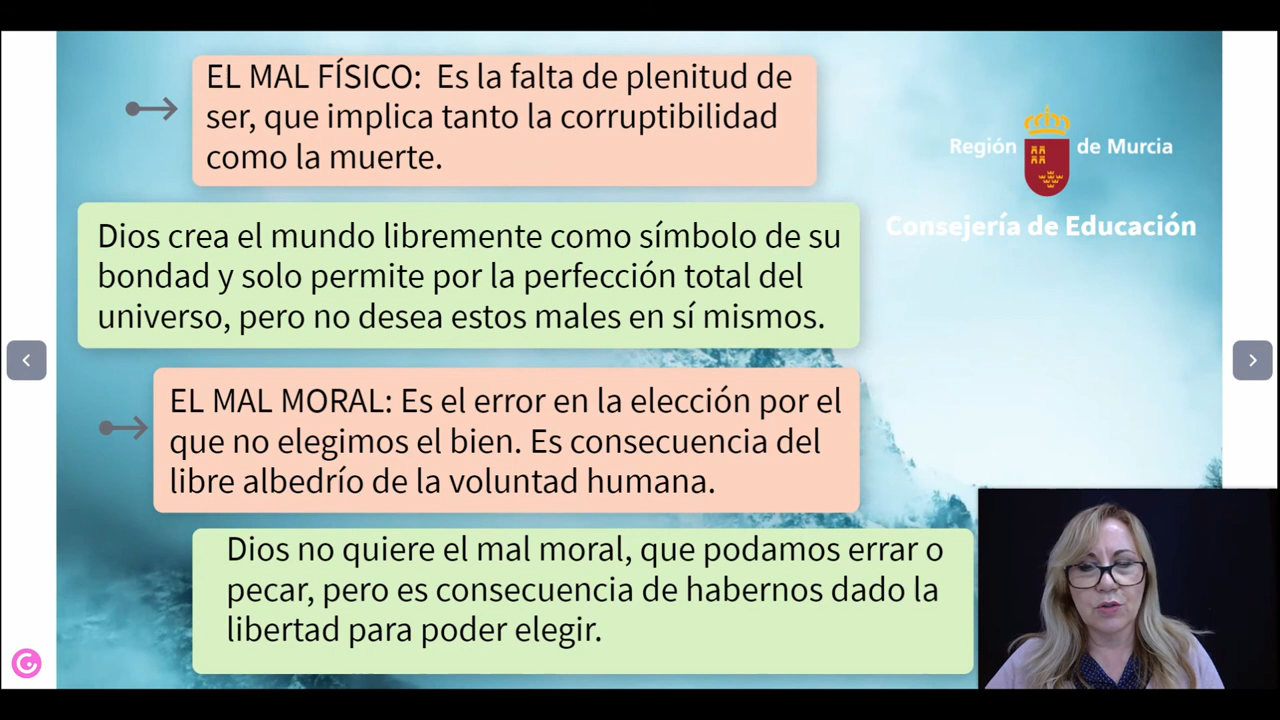 EL MAL FÍSICO: Es la falta de plenitud de
ser, que implica tanto la corruptibilidad
como la muerte.
Región de Murcia
Consejería de Educación
Dios crea el mundo libremente como símbolo de su
bondad y solo permite por la perfección total del
universo, pero no desea estos males en sí mismos.
EL MAL MORAL: Es el error en la elección por el
que no elegimos el bien. Es consecuencia del
libre albedrío de la voluntad humana.
Dios no quiere el mal moral, que podamos errar o
pecar, pero es consecuencia de habernos dado la
libertad para poder elegir.